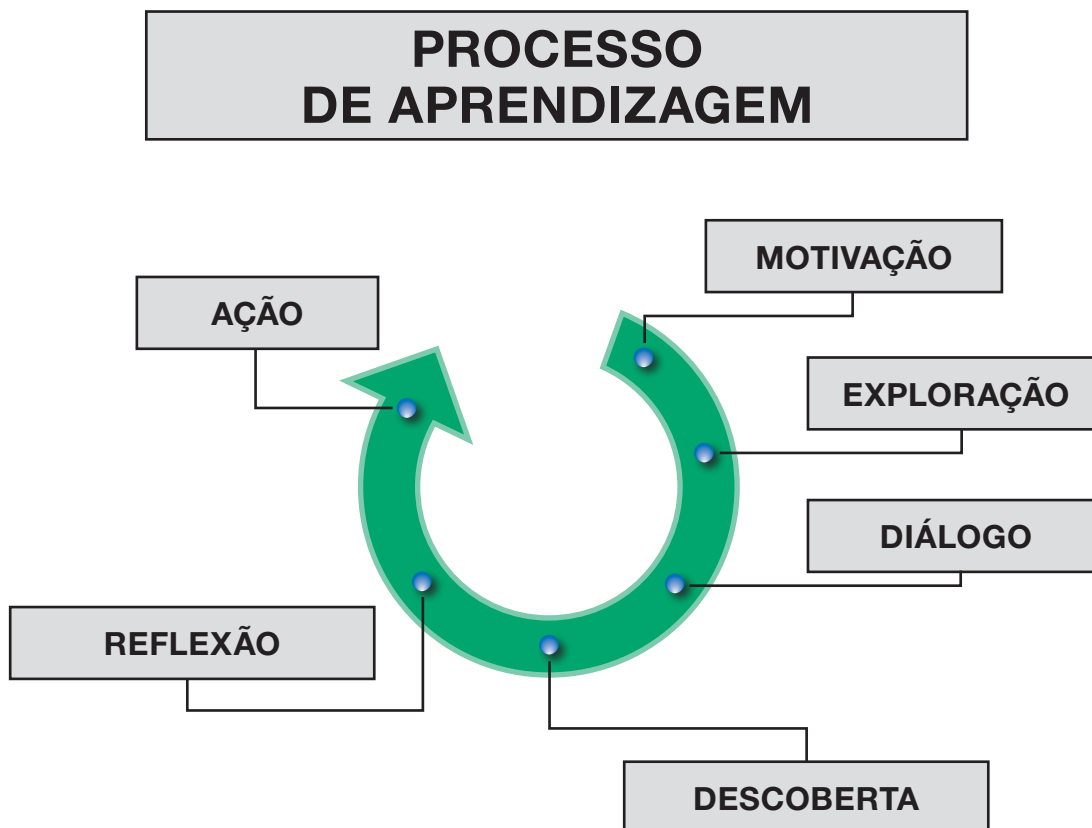 PROCESSO
DE APRENDIZAGEM
MOTIVAÇÃO
AÇÃO
EXPLORAÇÃO
DIÁLOGO
REFLEXÃO
DESCOBERTA